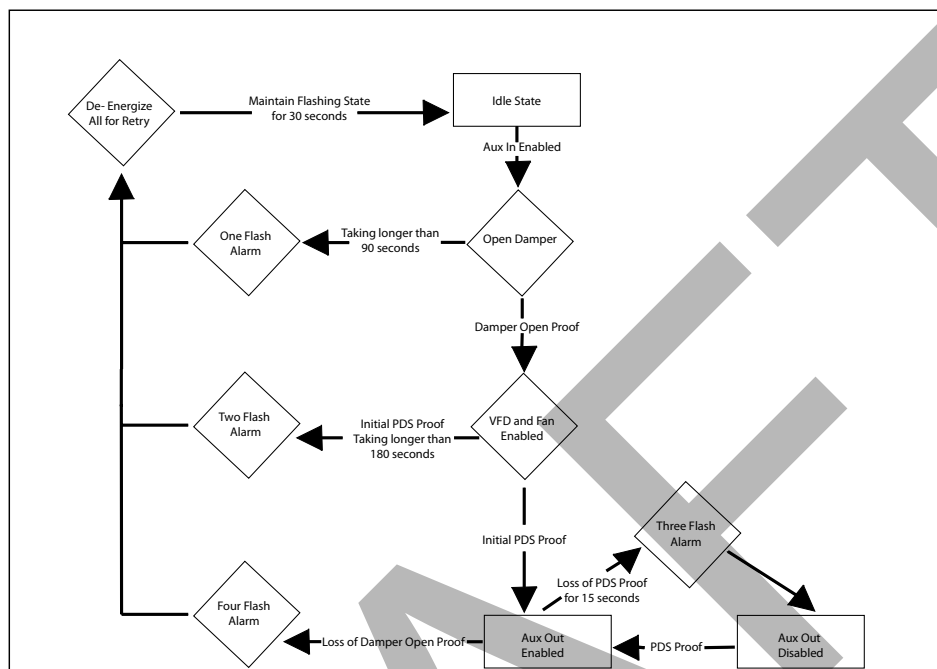 De- Energize
All for Retry
Maintain Flashing State
for 30 seconds
Idle State
Aux In Enabled
One Flash
Alarm
Taking longer than
90 seconds
Open Damper
Damper Open Proof
Two Flash
Alarm
Initial PDS Proof
Taking longer than
180 seconds
VFD and Fan
Enabled
Initial PDS Proof
Three Flash
Alarm
Loss of PDS Proof
for 15 seconds
Four Flash
Alarm
Loss of Damper Open Proof
Aux Out
Enabled
PDS Proof
Aux Out
Disabled